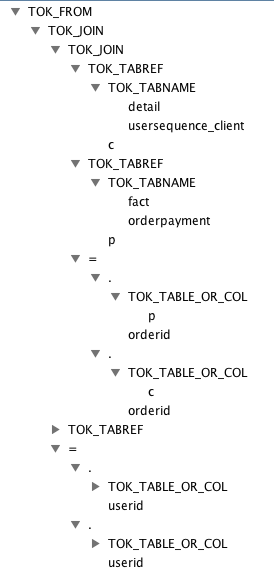 TOK_FROM
TOK_JOIN
TOK_JOIN
TOK_TABREF
TOK_TABNAME
detail
usersequence_client
c
TOK_TABREF
TOK_TABNAME
fact
orderpayment
p
=
.
TOK_TABLE_OR_COL
p
orderid
.
TOK_TABLE_OR_COL
c
orderid
TOK_TABREF
=
.
TOK_TABLE_OR_COL
userid
.
TOK_TABLE_OR_COL
userid